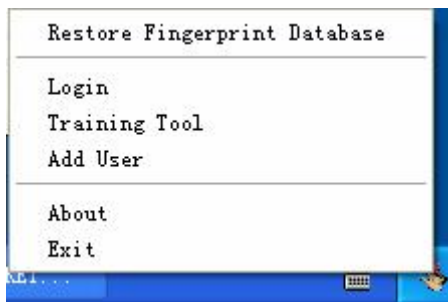 Restore Fingerprint Database
Login
Training Tool
Add User
About
Exit